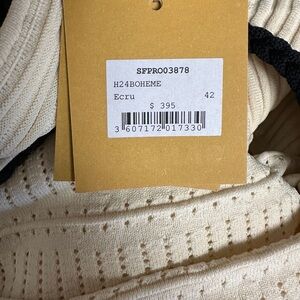 SFPRO03878
H24BOHEME
Ecru 42
$ 395
3 607172 017330